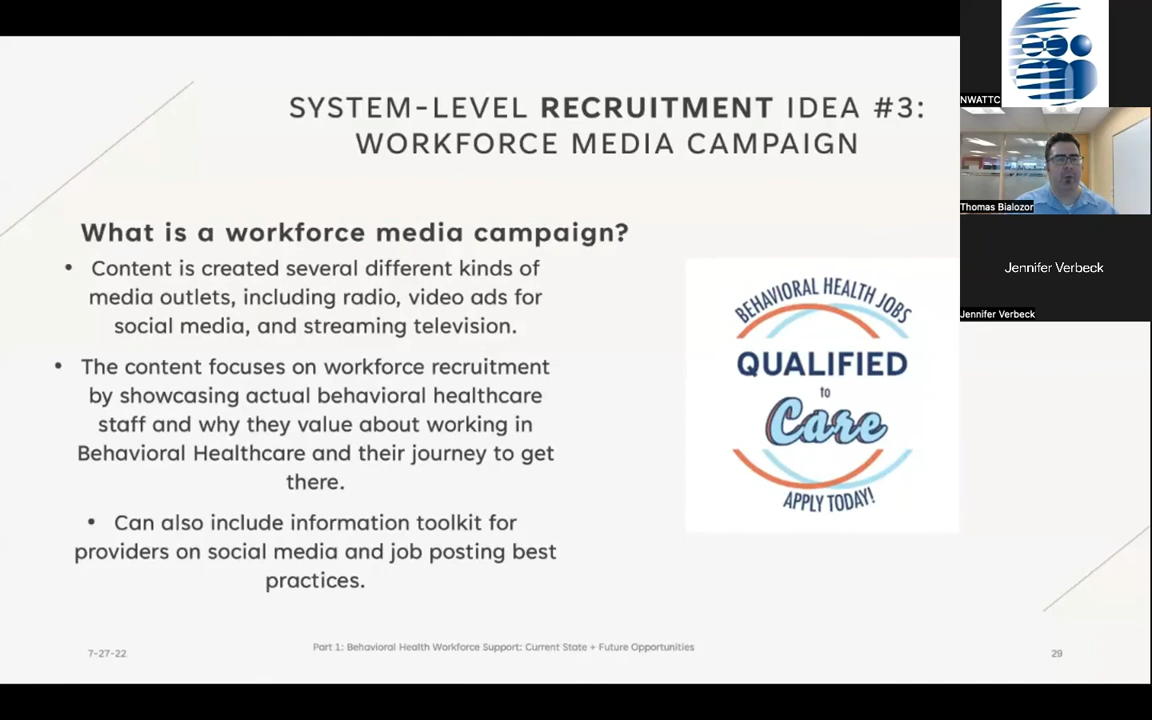 SYSTEM-LEVEL RECRUITMENT IDEA #3:
WORKFORCE MEDIA CAMPAIGN
What is a workforce media campaign?
• Content is created several different kinds of
media outlets, including radio, video ads for
social media, and streaming television.
• The content focuses on workforce recruitment
by showcasing actual behavioral healthcare
staff and why they value about working in
Behavioral Healthcare and their journey to get
there.
• Can also include information toolkit for
providers on social media and job posting best
practices.
BEHAVIORAL HEALTH JOBS
QUALIFIED
to
Care
APPLY TODAY!
7-27-22
Part 1: Behavioral Health Workforce Support: Current State + Future Opportunities
29
NWATTC
Thomas Bialozor
Jennifer Verbeck
Jennifer Verbeck